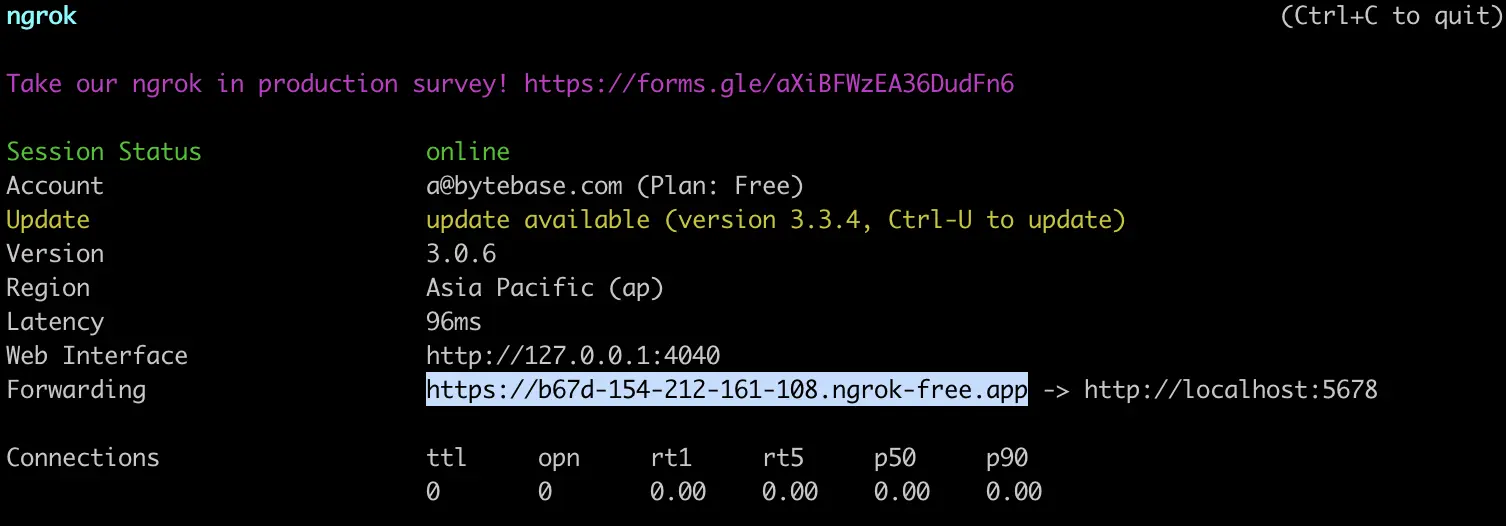 ngrok (Ctrl+C to quit)
Take our ngrok in production survey! https://forms.gle/aXiBFWzEA36DudFn6
Session Status online
Account a@bytebase.com (Plan: Free)
Update update available (version 3.3.4, Ctrl-U to update)
Version 3.0.6
Region Asia Pacific (ap)
Latency 96ms
Web Interface http://127.0.0.1:4040
Forwarding https://b67d-154-212-161-108.ngrok-free.app -> http://localhost:5678
Connections ttl opn rt1 rt5 p50 p90
0 0 0.00 0.00 0.00 0.00